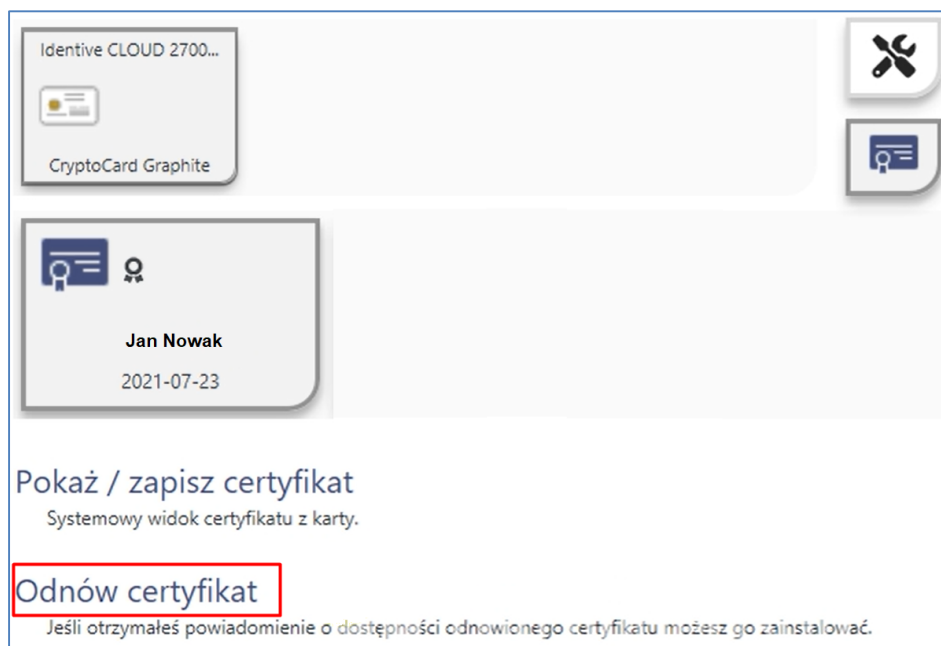 Identive CLOUD 2700...
CryptoCard Graphite
Jan Nowak
2021-07-23
Pokaż / zapisz certyfikat
Systemowy widok certyfikatu z karty.
Odnów certyfikat
Jeśli otrzymałeś powiadomienie o dostępności odnowionego certyfikatu możesz go zainstalować.